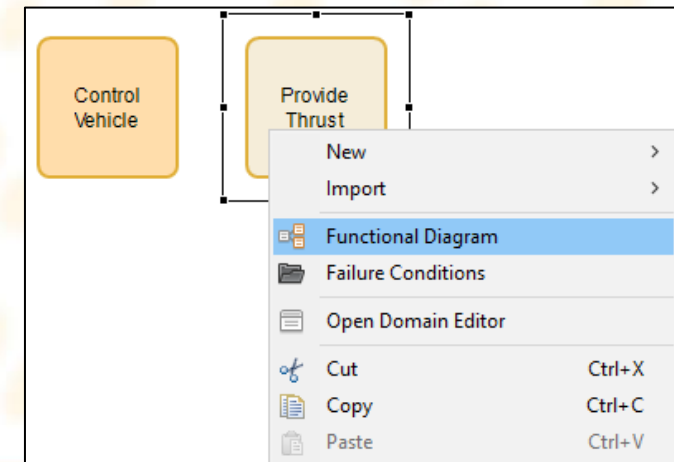 Control
Vehicle
Provide
Thrust
New
Import
Functional Diagram
Failure Conditions
Open Domain Editor
Cut Ctrl+X
Copy Ctrl+C
Paste Ctrl+V